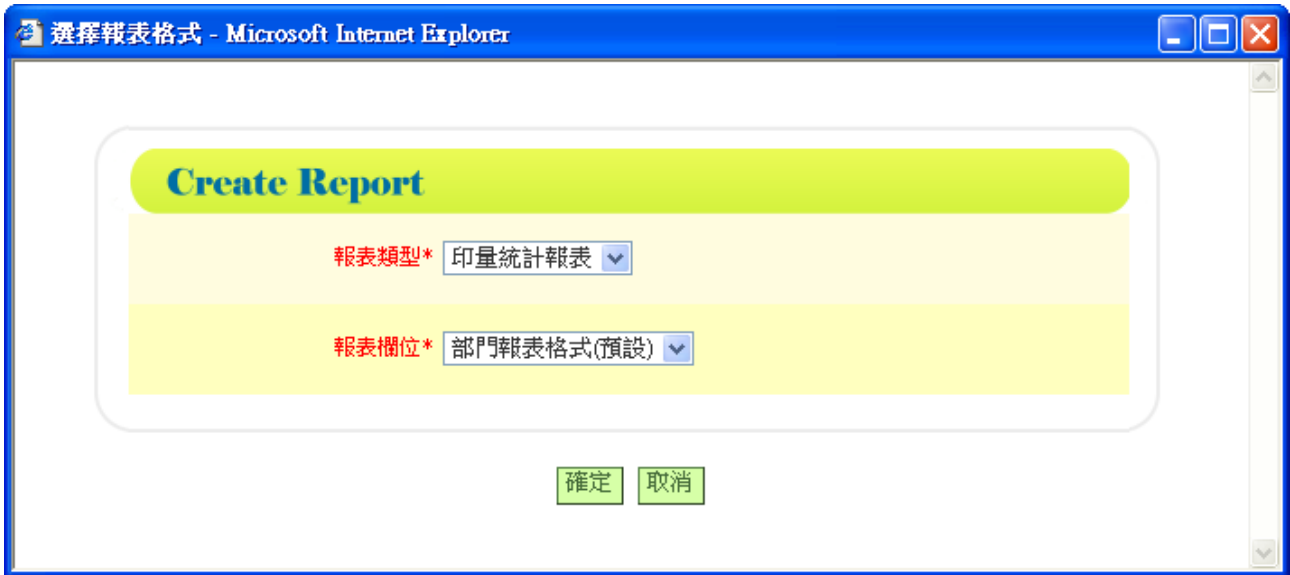 選擇報表格式 - Microsoft Internet Explorer
Create Report
報表類型* 印量統計報表
報表欄位* 部門報表格式(預設)
確定 取消